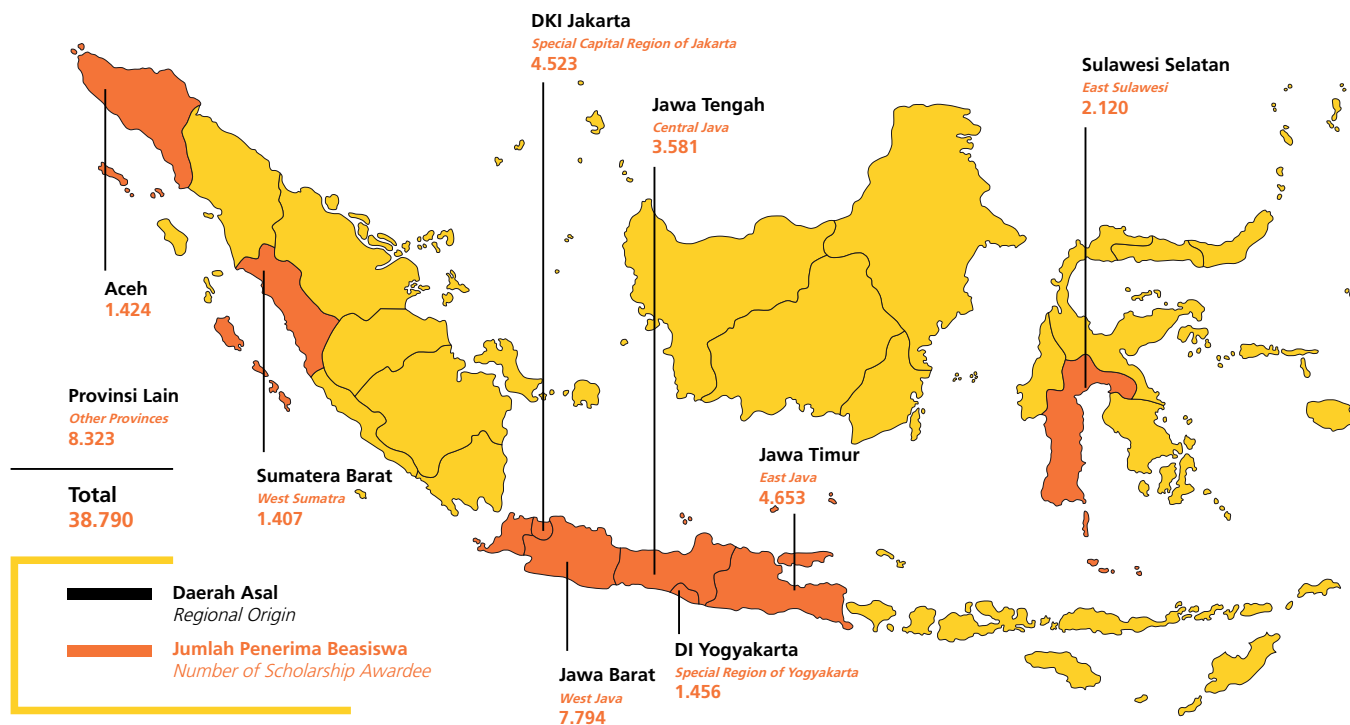 DKI Jakarta
Special Capital Region of Jakarta
4.523
Jawa Tengah
Central Java
3.581
Sulawesi Selatan
East Sulawesi
2.120
Aceh
1.424
Provinsi Lain
Other Provinces
8.323
Total
38.790
Sumatera Barat
West Sumatra
1.407
Jawa Timur
East Java
4.653
Jawa Barat
West Java
7.794
DI Yogyakarta
Special Region of Yogyakarta
1.456
Daerah Asal
Regional Origin
Jumlah Penerima Beasiswa
Number of Scholarship Awardee